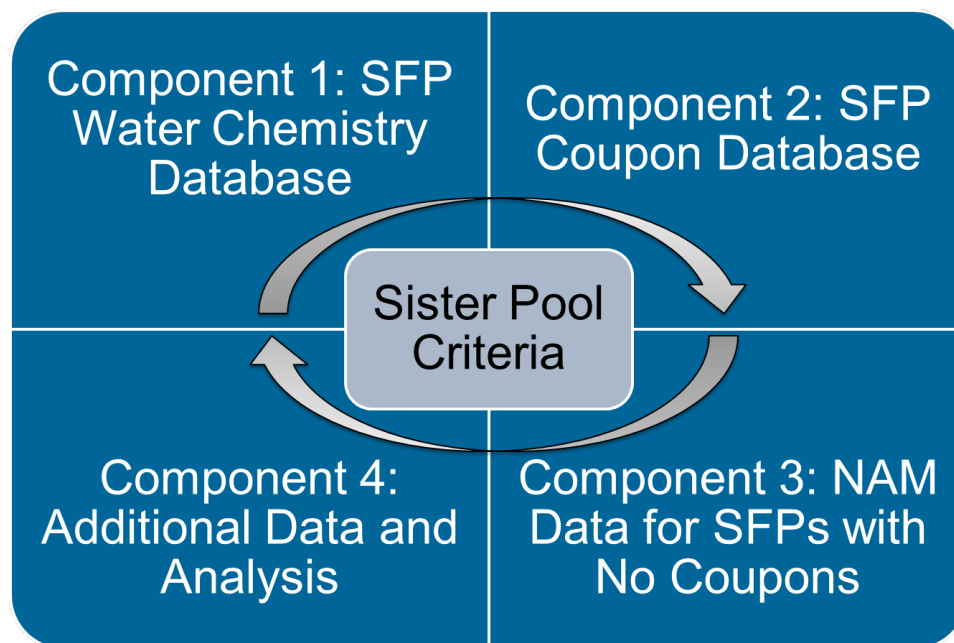 Component 1: SFP
Water Chemistry
Database
Component 2: SFP
Coupon Database
Sister Pool
Criteria
Component 4:
Additional Data and
Analysis
Component 3: NAM
Data for SFPs with
No Coupons